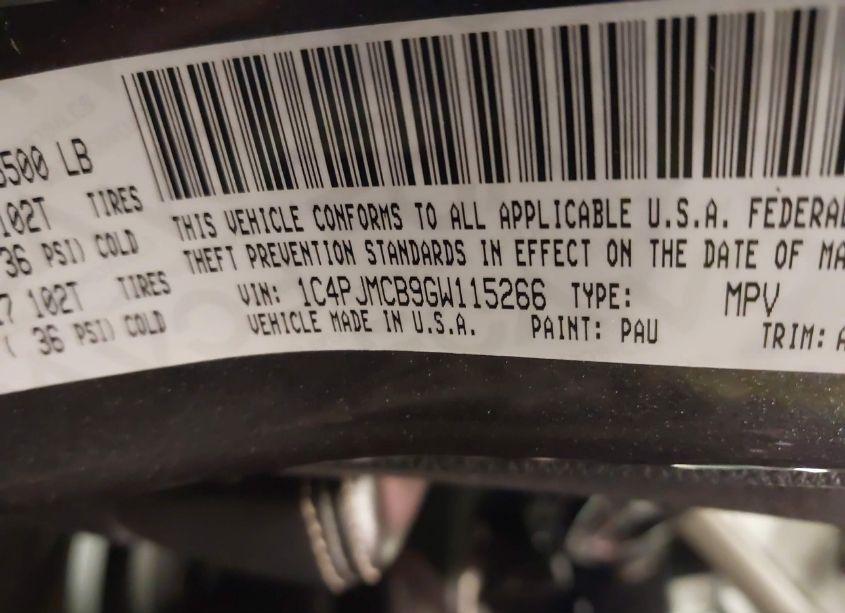 500 LB
102T TIRES
36 PSI) COLD
102T TIRES
( 36 PSI) COLD
THIS VEHICLE CONFORMS TO ALL APPLICABLE U.S.A. FEDERAL
THEFT PREVENTION STANDARDS IN EFFECT ON THE DATE OF MA
VIN: 1C4PJMCB9GW115266 TYPE: MPV
VEHICLE MADE IN U.S.A. PAINT: PAU TRIM: A